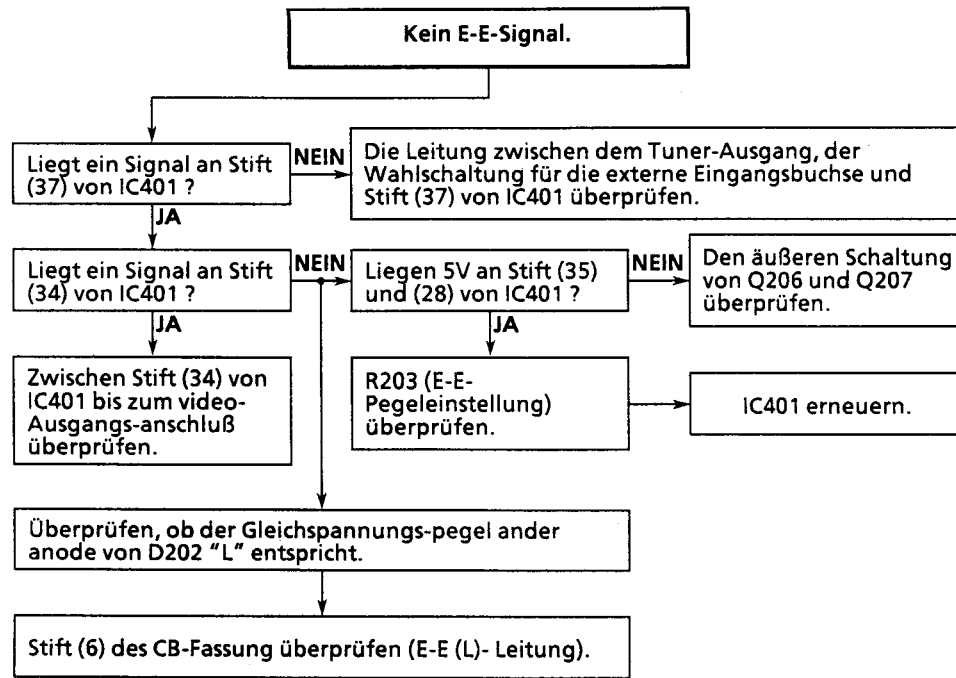 Kein E-E-Signal.
Liegt ein Signal an Stift
(37) von IC401 ?
NEIN
Die Leitung zwischen dem Tuner-Ausgang, der
Wahlschaltung für die externe Eingangsbuchse und
Stift (37) von IC401 überprüfen.
JA
Liegt ein Signal an Stift
(34) von IC401 ?
NEIN
Liegen 5V an Stift (35)
und (28) von IC401 ?
NEIN
Den äußeren Schaltung
von Q206 und Q207
überprüfen.
JA
JA
Zwischen Stift (34) von
IC401 bis zum video-
Ausgangs-anschluß
überprüfen.
R203 (E-E-
Pegeleinstellung)
überprüfen.
IC401 erneuern.
Überprüfen, ob der Gleichspannungs-pegel ander
anode von D202 "L" entspricht.
Stift (6) des CB-Fassung überprüfen (E-E (L)- Leitung).